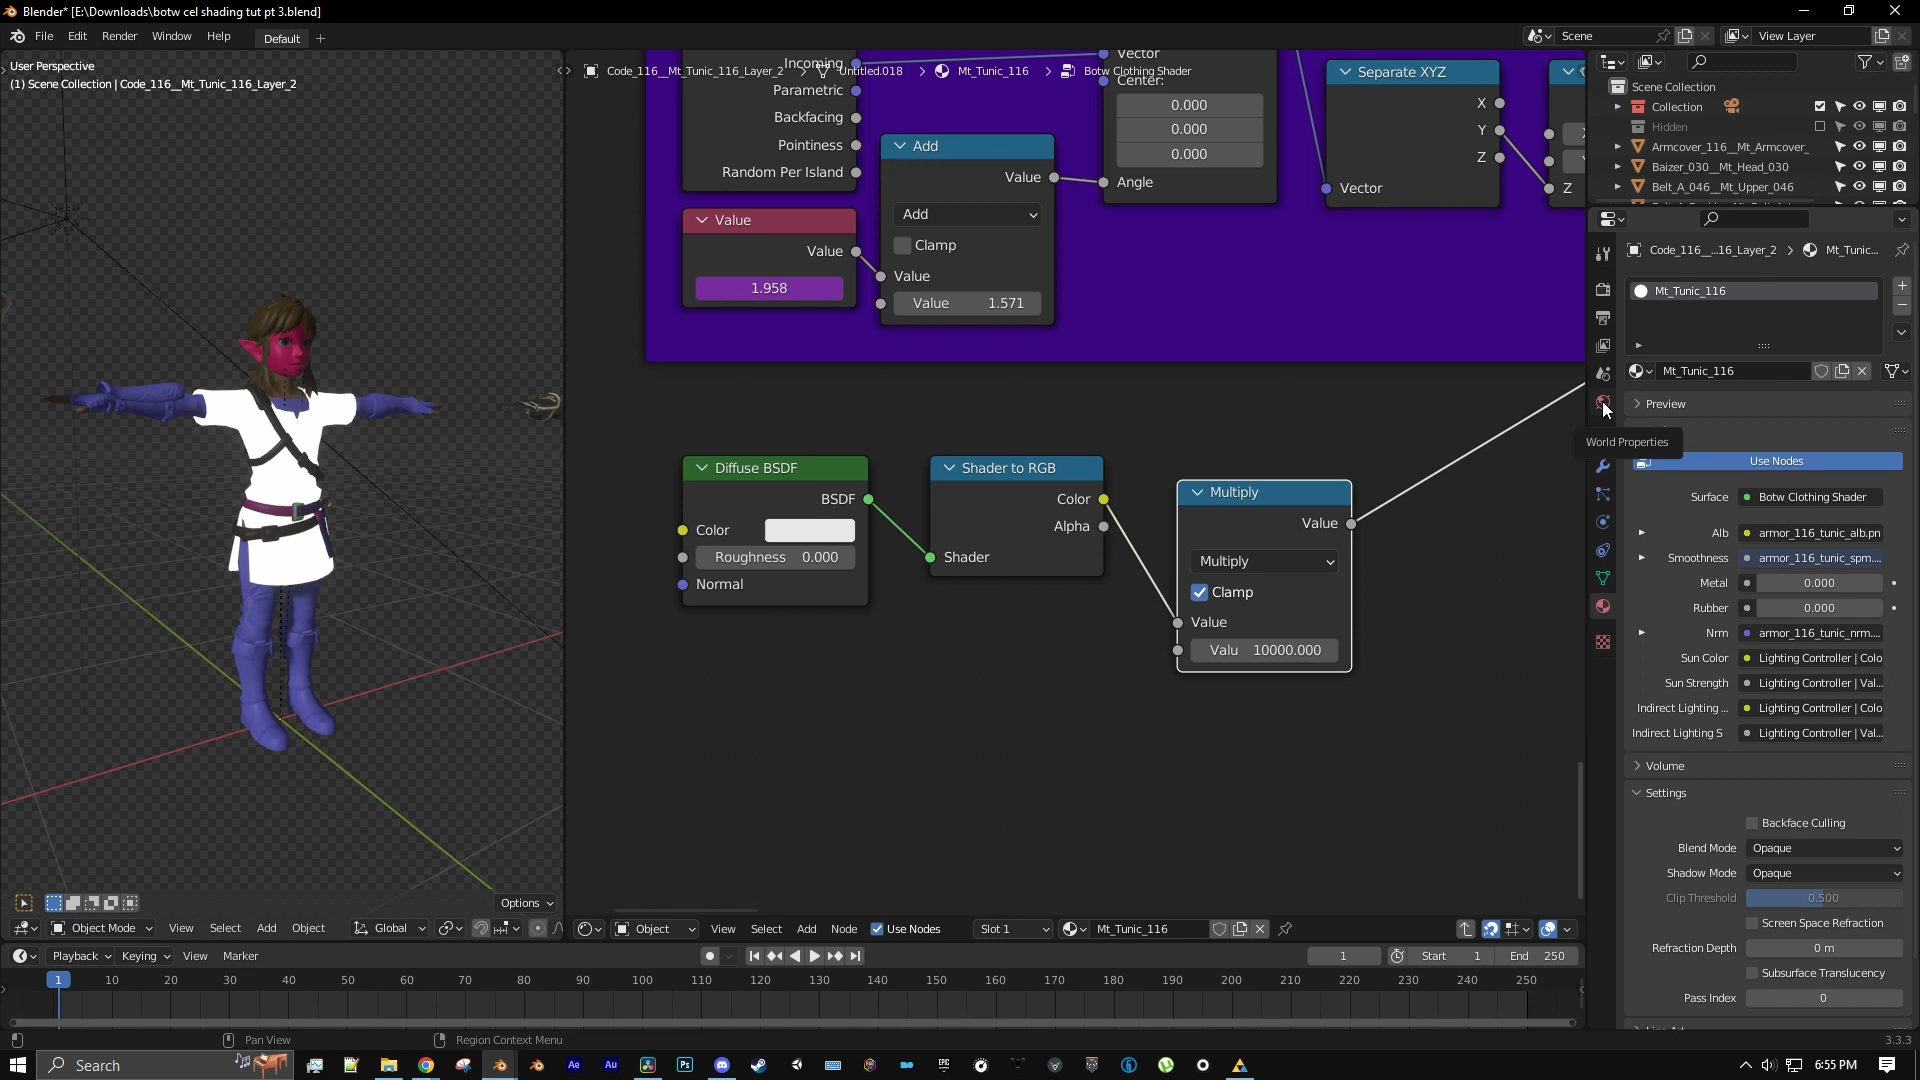 Blender* [E:\Downloads\botw cel shading tut pt 3.blend]
File Edit Render Window Help Default +
Scene View Layer
User Perspective
(1) Scene Collection | Code_116__Mt_Tunic_116_Layer_2
Code_116__Mt_Tunic_116_Layer_2 > Untitled.018 > Mt_Tunic_116 > Botw Clothing Shader
Incoming
Parametric
Backfacing
Pointiness
Random Per Island
Value
Value
1.958
Add
Value
Add
Clamp
Value
Value 1.571
Vector
Center:
0.000
0.000
0.000
Angle
Separate XYZ
X
Y
Z
Vector
Z
Diffuse BSDF
BSDF
Color
Roughness 0.000
Normal
Shader to RGB
Color
Alpha
Shader
Multiply
Value
Multiply
Clamp
Value
Valu 10000.000
Scene Collection
Collection
Hidden
Armcover_116__Mt_Armcover_
Baizer_030__Mt_Head_030
Belt_A_046__Mt_Upper_046
Code_116__...16_Layer_2 > Mt_Tunic...
Mt_Tunic_116
Mt_Tunic_116
Preview
World Properties
Use Nodes
Surface Botw Clothing Shader
Alb armor_116_tunic_alb.pn
Smoothness armor_116_tunic_spm....
Metal 0.000
Rubber 0.000
Nrm armor_116_tunic_nrm....
Sun Color Lighting Controller | Colo
Sun Strength Lighting Controller | Val...
Indirect Lighting ... Lighting Controller | Colo
Indirect Lighting S Lighting Controller | Val...
Volume
Settings
Backface Culling
Blend Mode Opaque
Shadow Mode Opaque
Clip Threshold 0.500
Screen Space Refraction
Refraction Depth 0 m
Subsurface Translucency
Pass Index 0
Options
Object Mode View Select Add Object Global
Object View Select Add Node Use Nodes Slot 1 Mt_Tunic_116
Playback Keying View Marker 1 Start 1 End 250
1 10 20 30 40 50 60 70 80 90 100 110 120 130 140 150 160 170 180 190 200 210 220 230 240 250
Pan View Region Context Menu 3.3.3
Search Ae Au Ps EPIC 6:55 PM